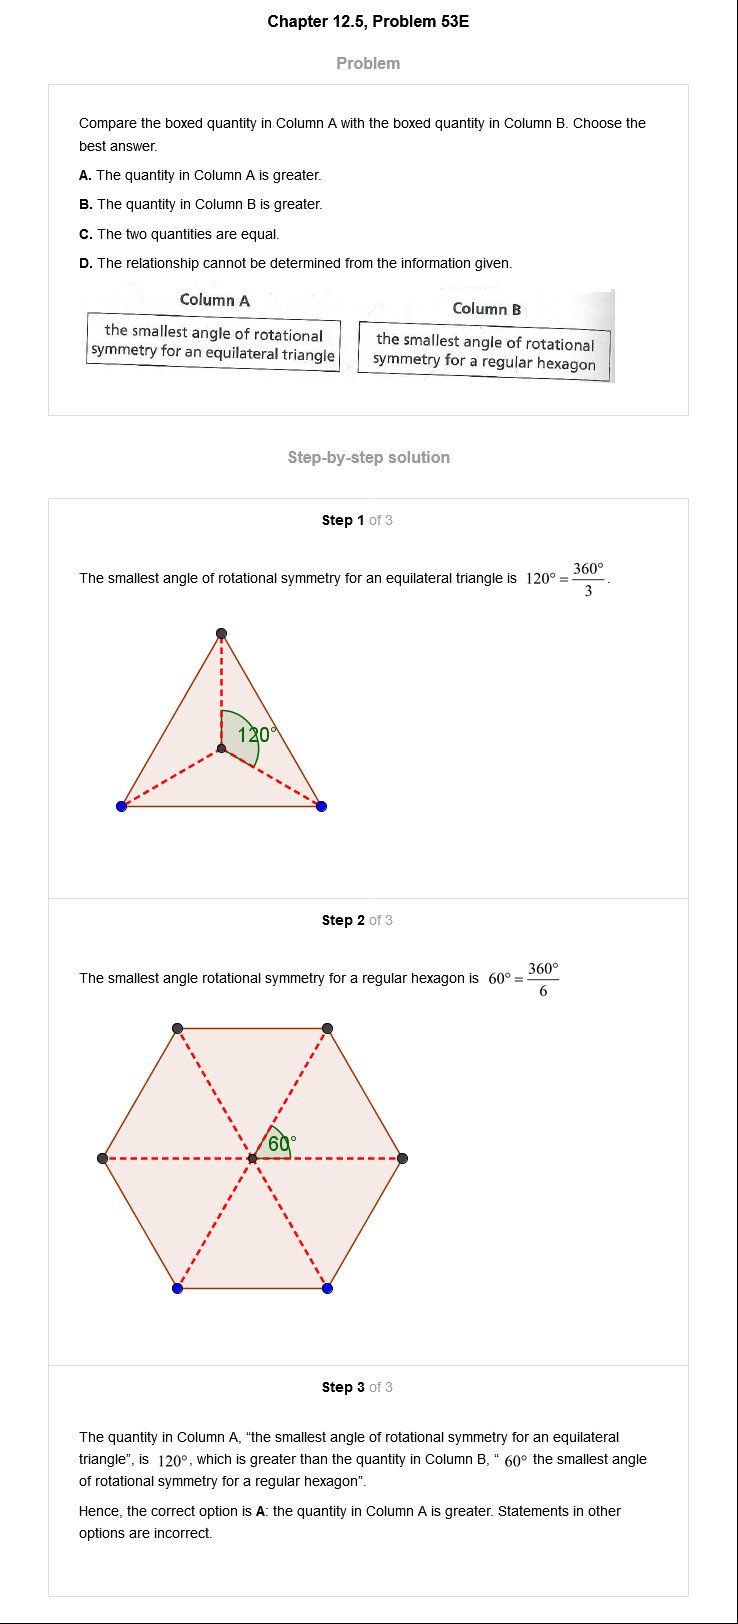 Chapter 12.5, Problem 53E
Problem
Compare the boxed quantity in Column A with the boxed quantity in Column B. Choose the
best answer.
A. The quantity in Column A is greater.
B. The quantity in Column B is greater.
C. The two quantities are equal.
D. The relationship cannot be determined from the information given.
Column A
the smallest angle of rotational
symmetry for an equilateral triangle
Column B
the smallest angle of rotational
symmetry for a regular hexagon
Step-by-step solution
Step 1 of 3
The smallest angle of rotational symmetry for an equilateral triangle is 120° = 360°/3.
120°
Step 2 of 3
The smallest angle rotational symmetry for a regular hexagon is 60° = 360°/6
60°
Step 3 of 3
The quantity in Column A, “the smallest angle of rotational symmetry for an equilateral
triangle”, is 120°, which is greater than the quantity in Column B, “ 60° the smallest angle
of rotational symmetry for a regular hexagon”.
Hence, the correct option is A: the quantity in Column A is greater. Statements in other
options are incorrect.